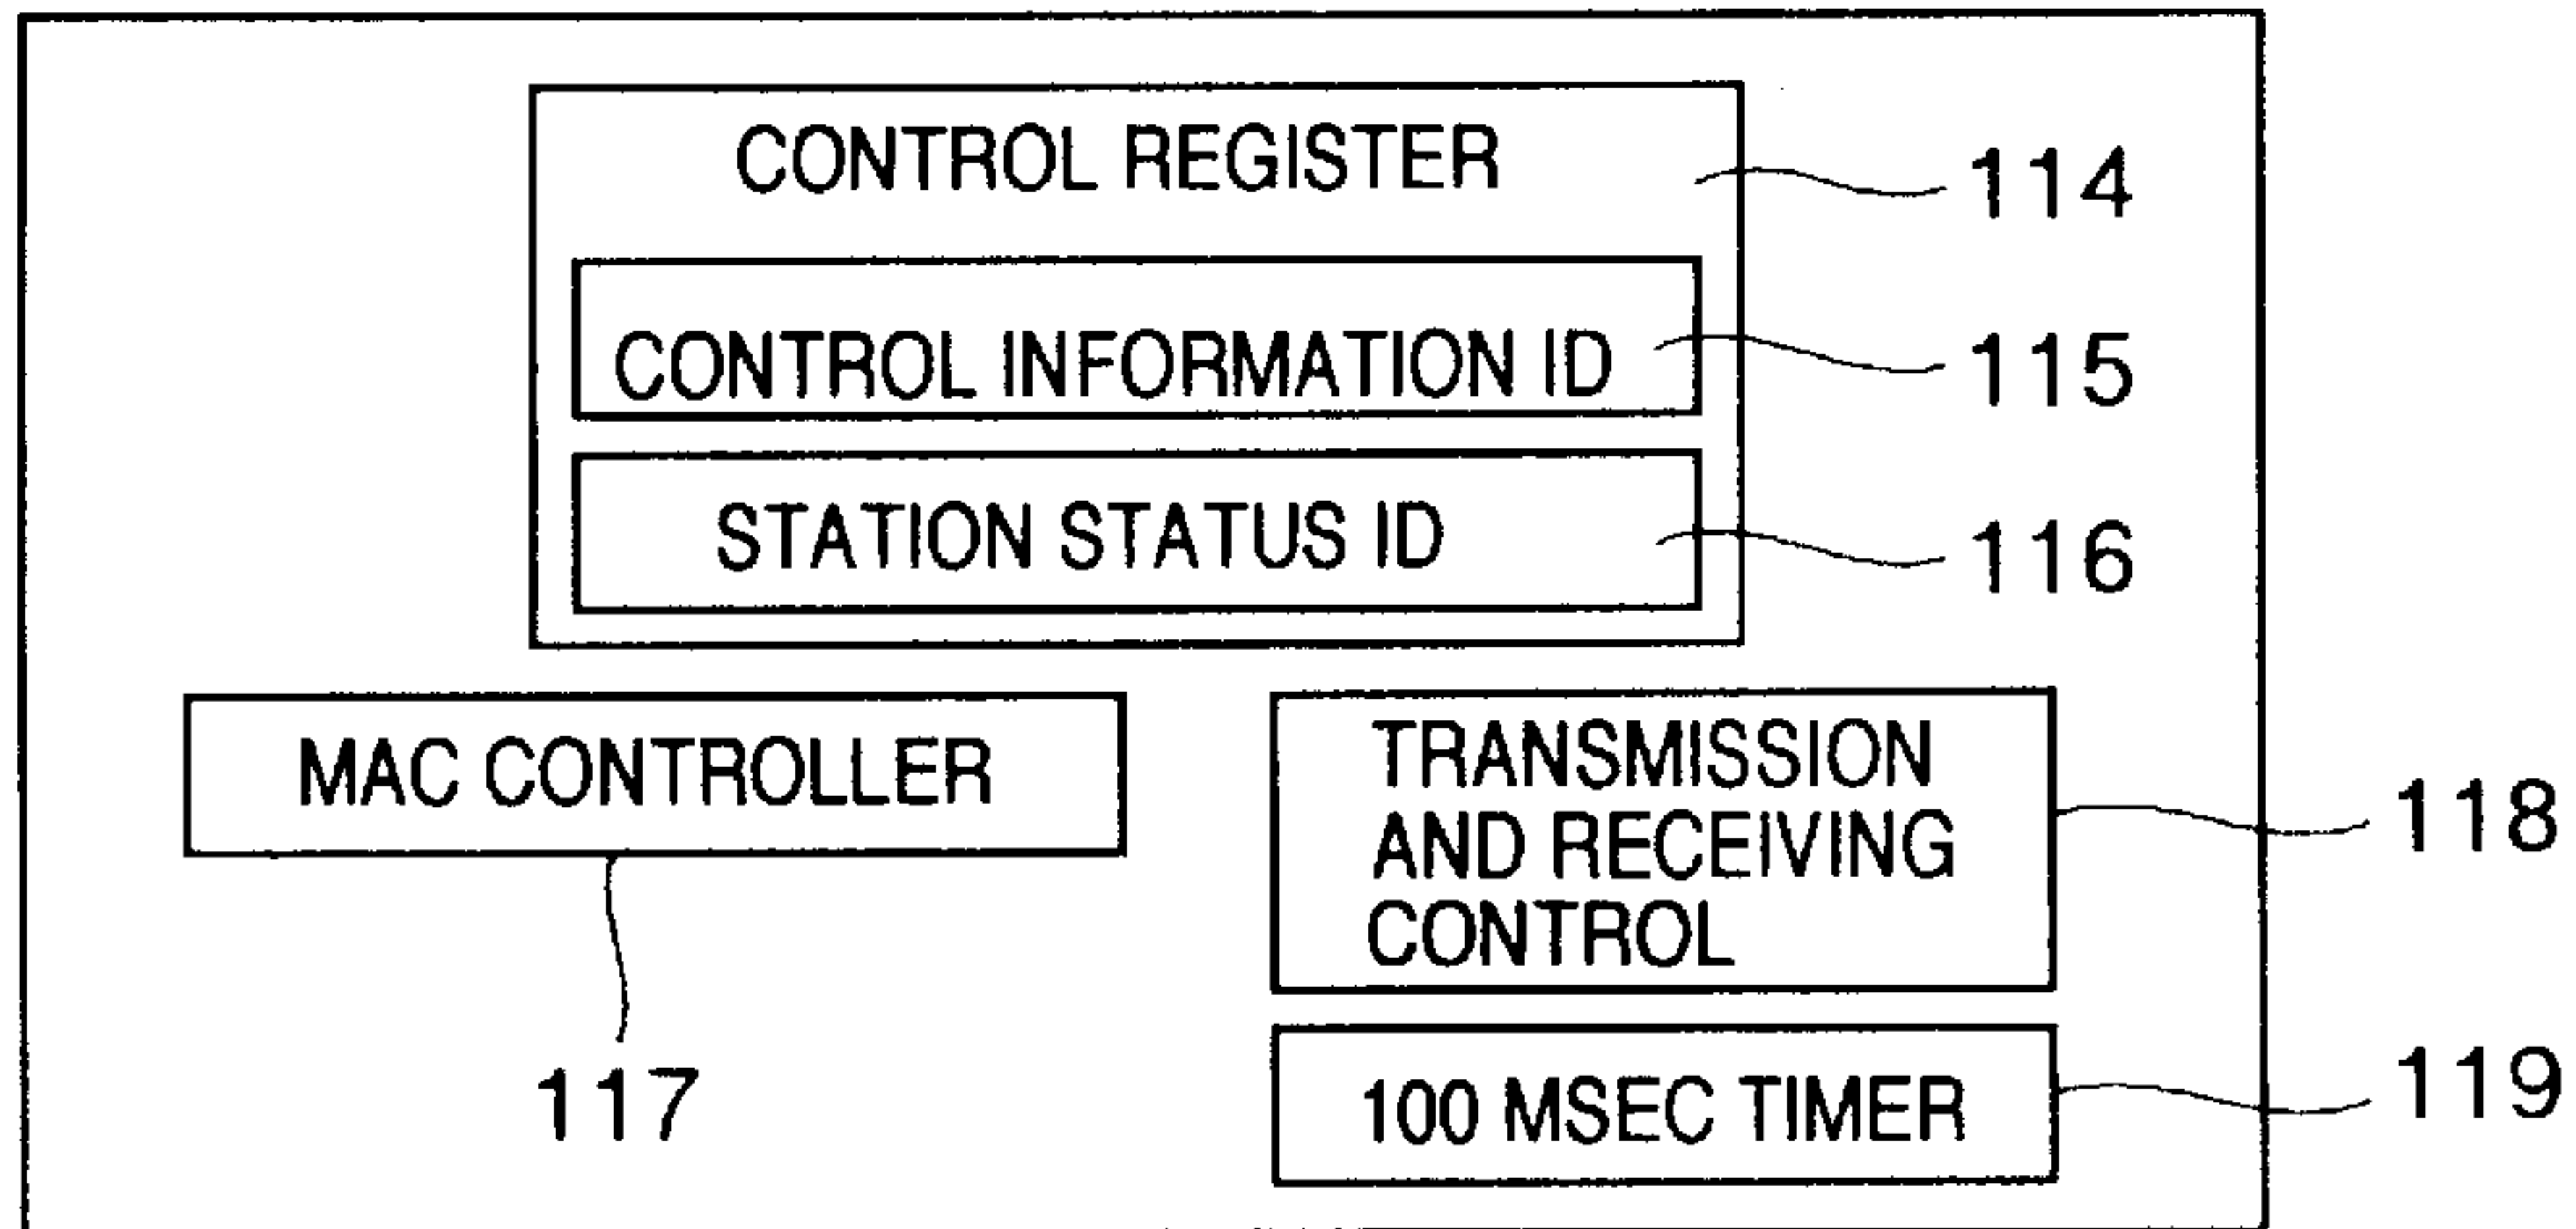 CONTROL REGISTER
114
CONTROL INFORMATION ID
115
STATION STATUS ID
116
MAC CONTROLLER
117
TRANSMISSION
AND RECEIVING
CONTROL
118
100 MSEC TIMER
119